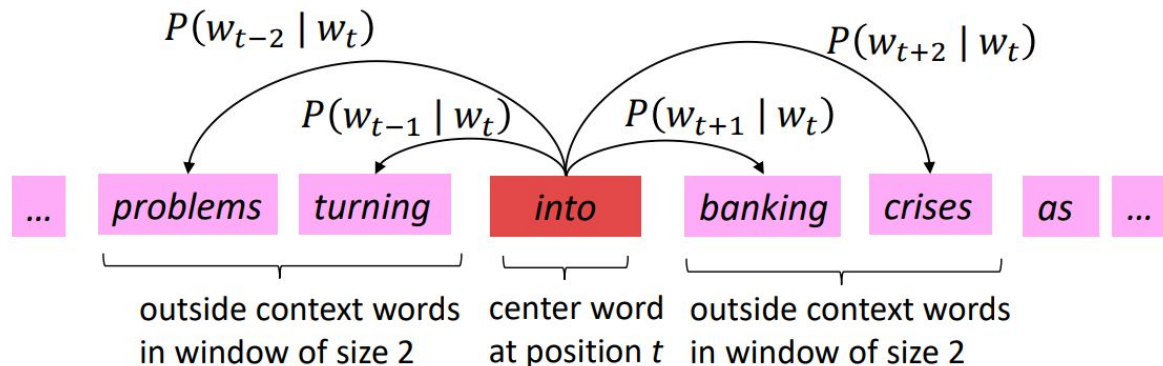 P(w_{t−2} | w_t)
P(w_{t+2} | w_t)
P(w_{t−1} | w_t)
P(w_{t+1} | w_t)
... problems turning into banking crises as ...
outside context words center word outside context words
in window of size 2 at position t in window of size 2